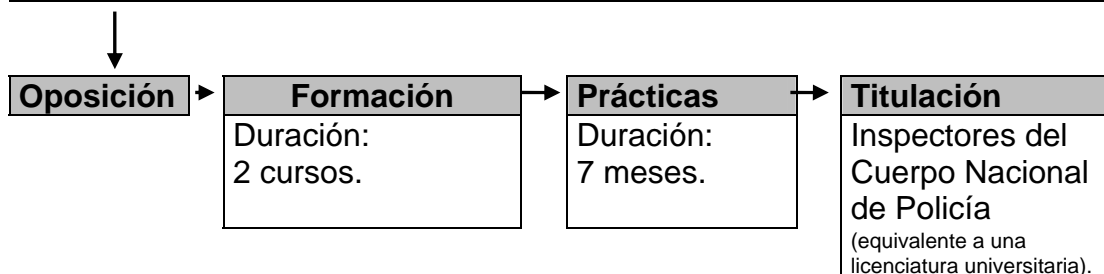 Oposición
Formación
Duración:
2 cursos.
Prácticas
Duración:
7 meses.
Titulación
Inspectores del
Cuerpo Nacional
de Policía
(equivalente a una
licenciatura universitaria).